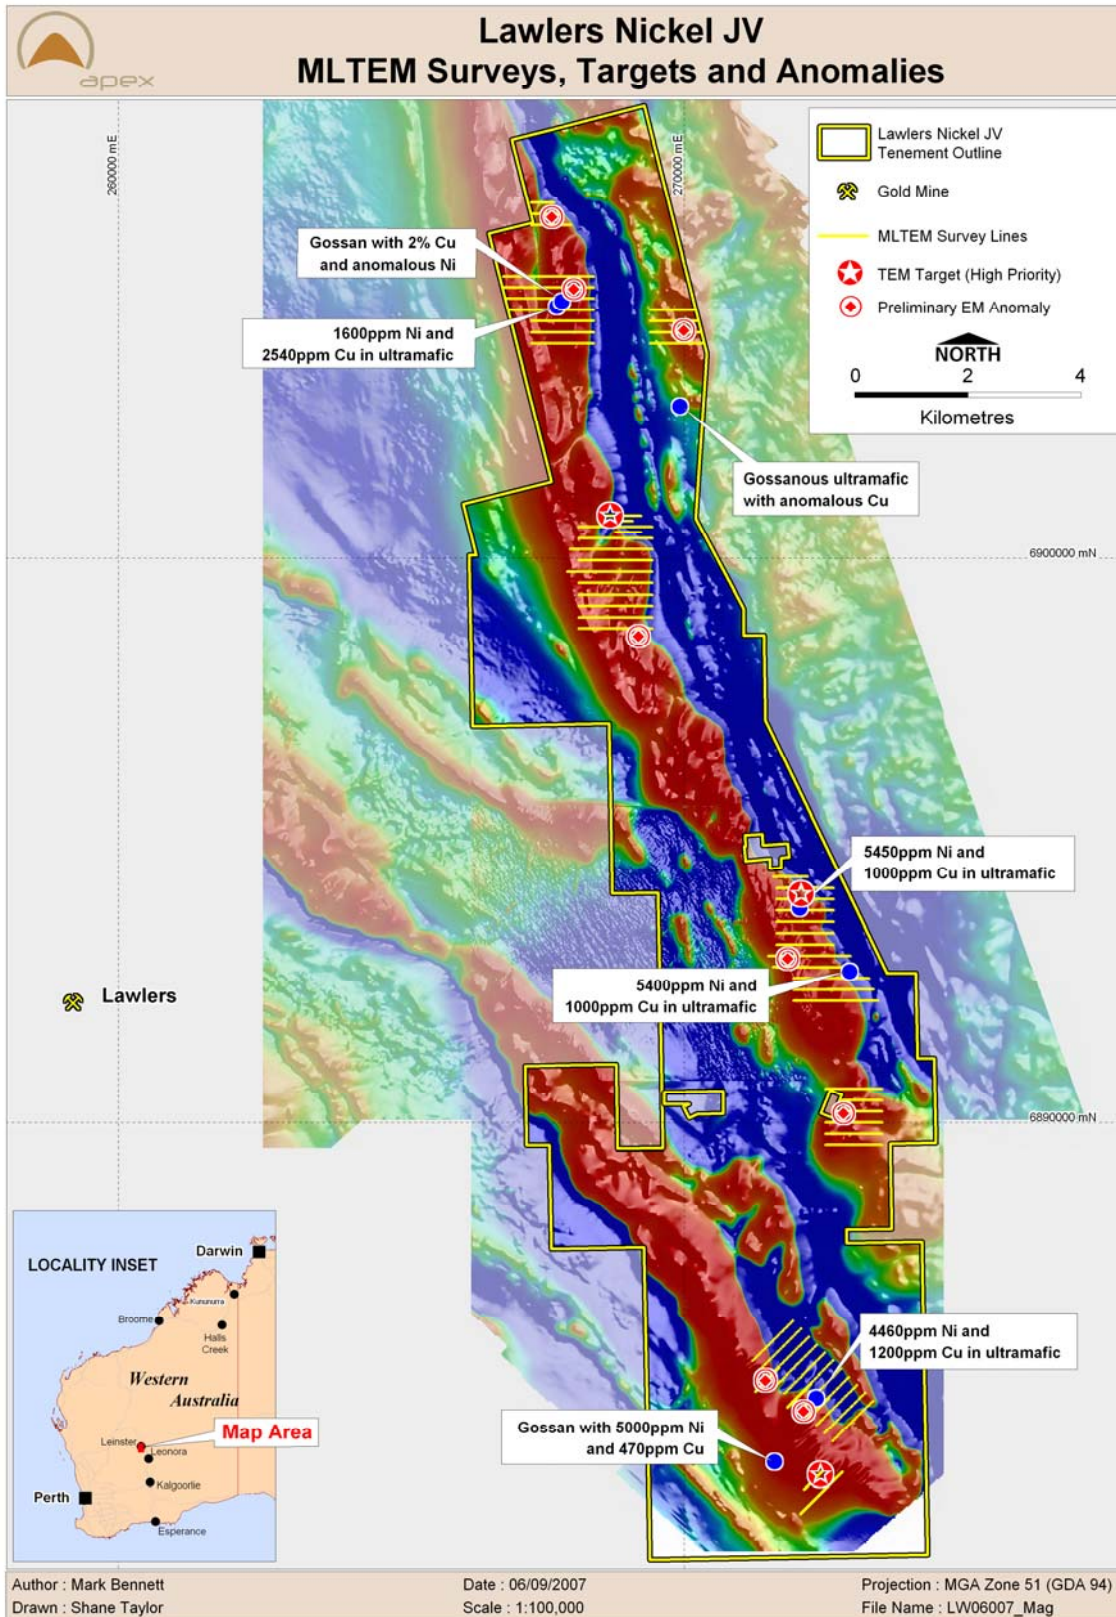 Lawlers Nickel JV
MLTEM Surveys, Targets and Anomalies
apex
260000 mE
270000 mE
Lawlers Nickel JV
Tenement Outline
Gold Mine
MLTEM Survey Lines
TEM Target (High Priority)
Preliminary EM Anomaly
NORTH
0 2 4
Kilometres
Gossan with 2% Cu
and anomalous Ni
1600ppm Ni and
2540ppm Cu in ultramafic
Gossanous ultramafic
with anomalous Cu
6900000 mN
5450ppm Ni and
1000ppm Cu in ultramafic
5400ppm Ni and
1000ppm Cu in ultramafic
Lawlers
6890000 mN
4460ppm Ni and
1200ppm Cu in ultramafic
Gossan with 5000ppm Ni
and 470ppm Cu
LOCALITY INSET
Darwin
Kununurra
Broome
Halls
Creek
Western
Australia
Map Area
Leinster
Leonora
Kalgoorlie
Perth
Esperance
Author : Mark Bennett
Date : 06/09/2007
Projection : MGA Zone 51 (GDA 94)
Drawn : Shane Taylor
Scale : 1:100,000
File Name : LW06007_Mag